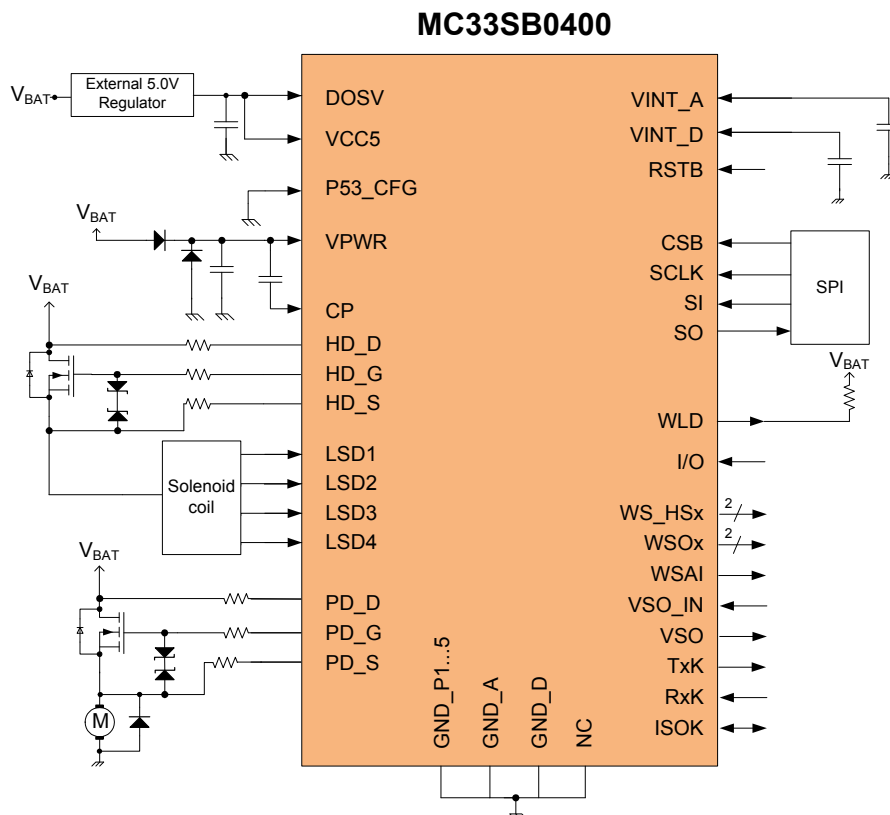 MC33SB0400
VBAT
External 5.0V
Regulator
DOSV
VCC5
P53_CFG
VBAT
VPWR
CP
VBAT
HD_D
HD_G
HD_S
Solenoid
coil
LSD1
LSD2
LSD3
LSD4
VBAT
PD_D
PD_G
PD_S
M
GND_P1...5
GND_A
GND_D
NC
VINT_A
VINT_D
RSTB
CSB
SCLK
SI
SO
SPI
VBAT
WLD
I/O
WS_HSx
2
WSOx
2
WSAI
VSO_IN
VSO
TxK
RxK
ISOK